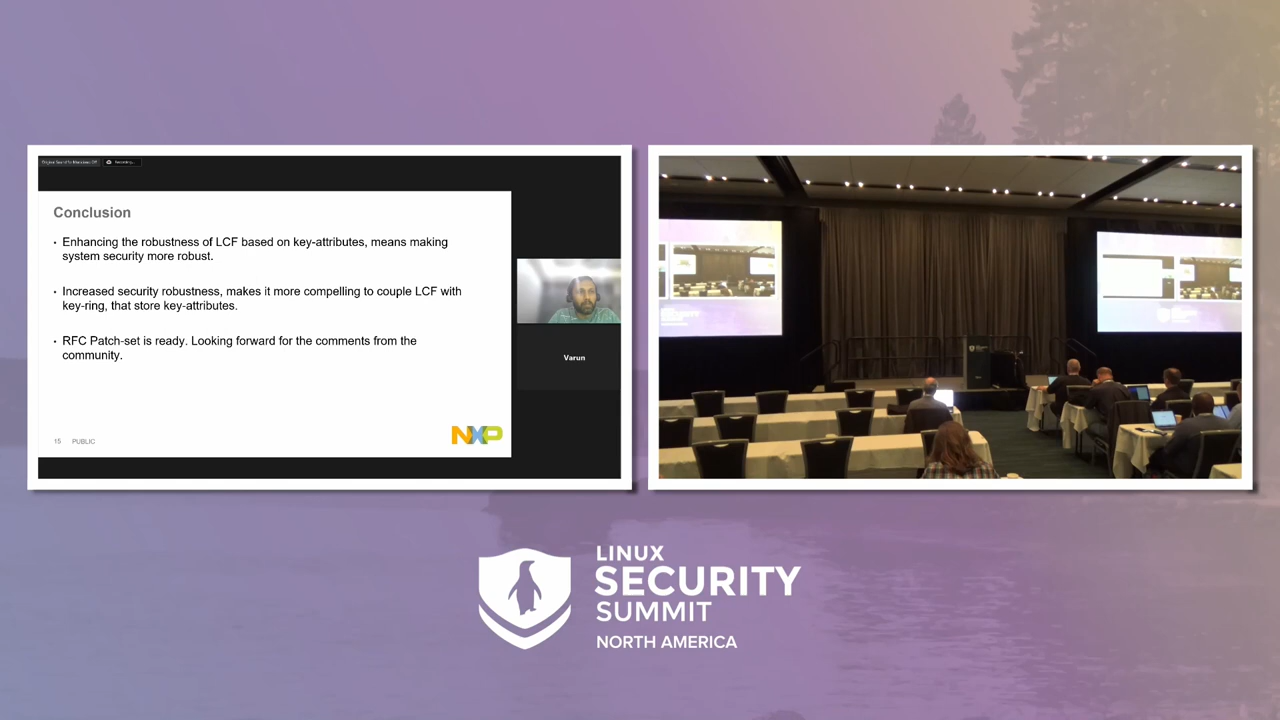 Recording...
Conclusion
• Enhancing the robustness of LCF based on key-attributes, means making
system security more robust.
• Increased security robustness, makes it more compelling to couple LCF with
key-ring, that store key-attributes.
• RFC Patch-set is ready. Looking forward for the comments from the
community.
15 PUBLIC
NXP
Varun
SECURITY
LINUX
SECURITY
SUMMIT
NORTH AMERICA